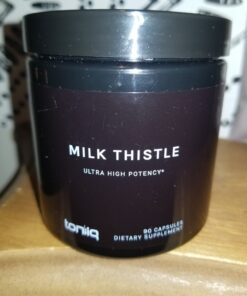 MILK THISTLE
ULTRA HIGH POTENCY*
toniiq
90 CAPSULES
DIETARY SUPPLEMENT